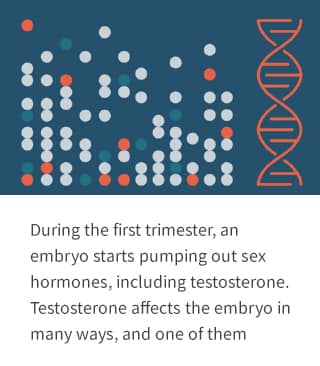 During the first trimester, an
embryo starts pumping out sex
hormones, including testosterone.
Testosterone affects the embryo in
many ways, and one of them